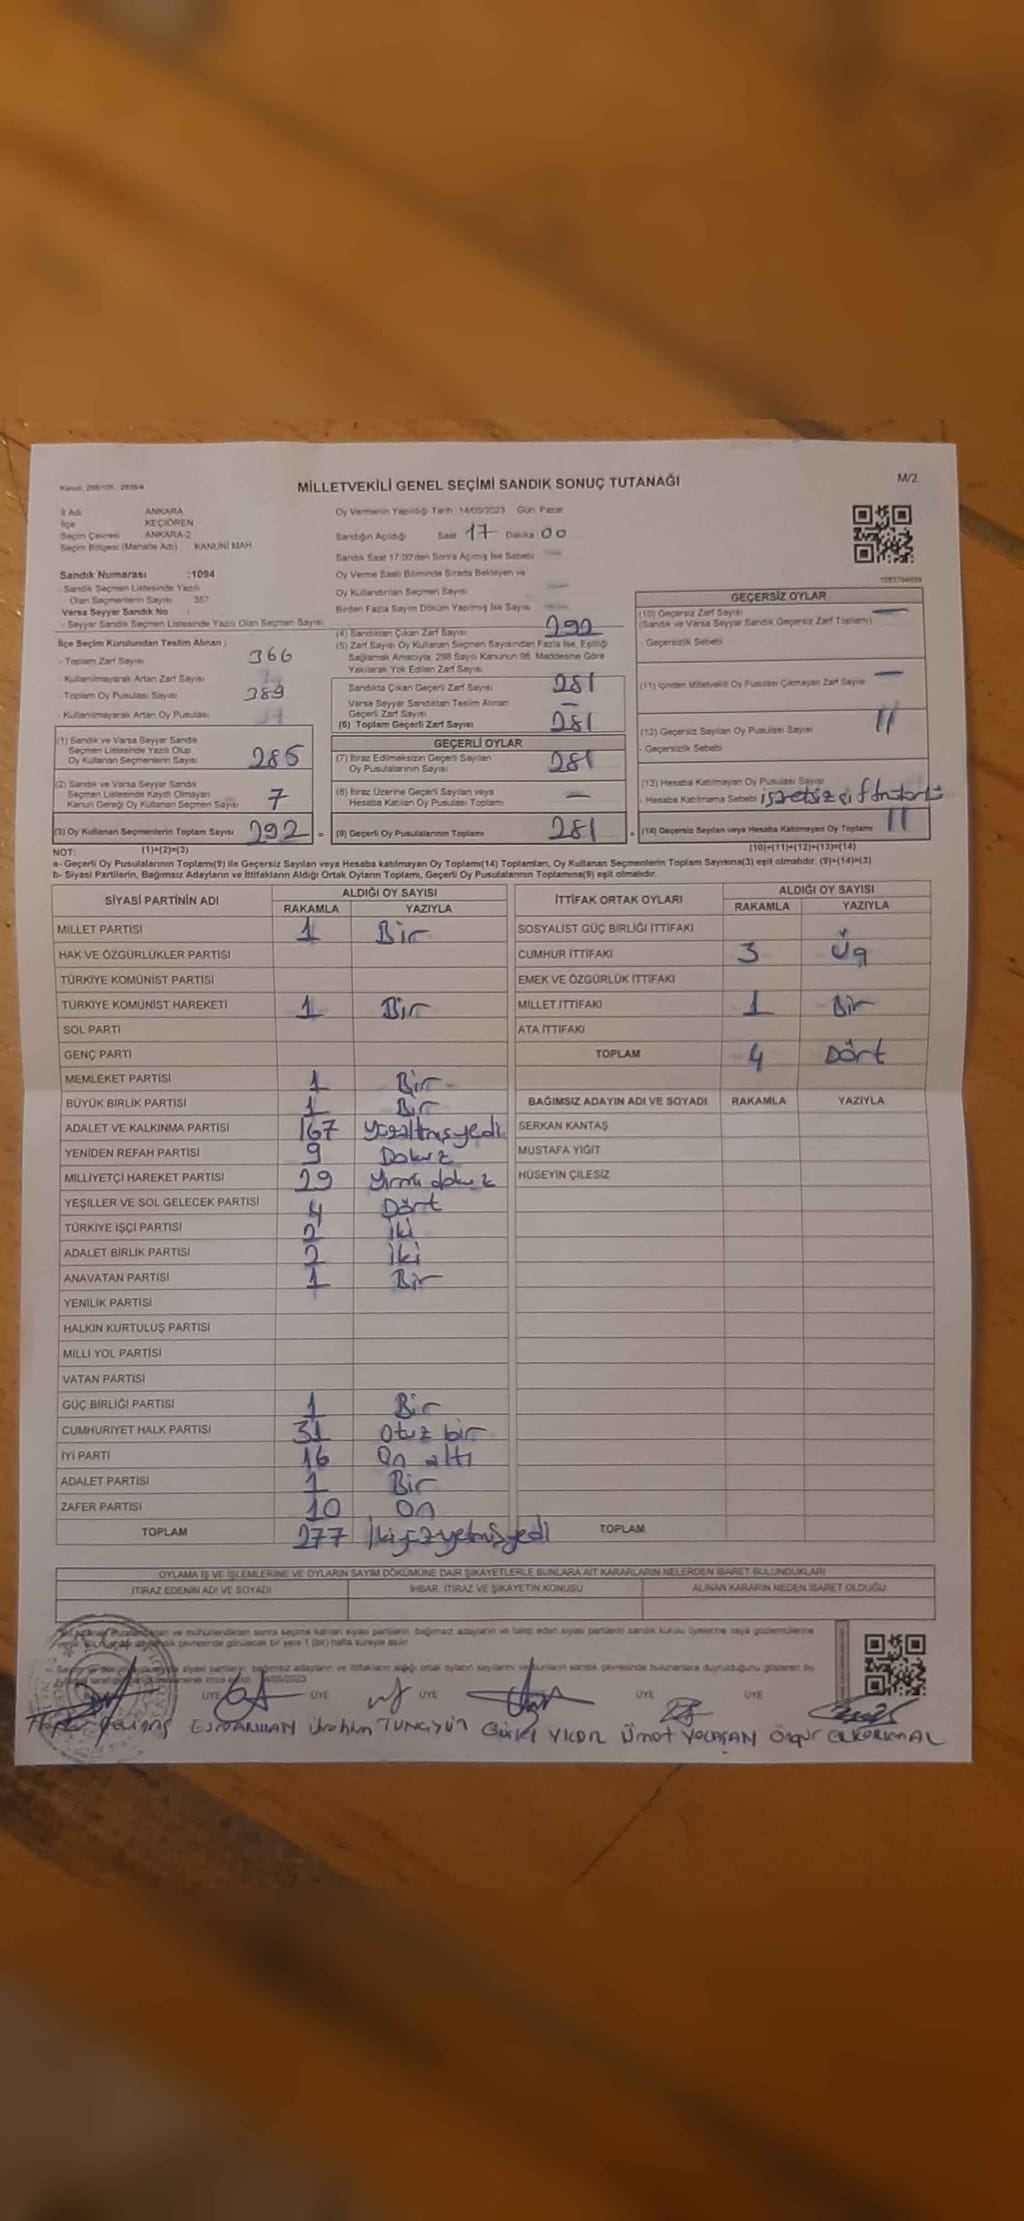 Kanun: 298/105 - 2839/4
MİLLETVEKİLİ GENEL SEÇİMİ SANDIK SONUÇ TUTANAĞI
M/2
İl Adı ANKARA
İlçe KEÇİÖREN
Seçim Çevresi ANKARA-2
Seçim Bölgesi (Mahalle Adı) KANUNİ MAH
Sandık Numarası :1094
- Sandık Seçmen Listesinde Yazılı
Olan Seçmenlerin Sayısı 357
Varsa Seyyar Sandık No :
- Seyyar Sandık Seçmen Listesinde Yazılı Olan Seçmen Sayısı
Oy Vermenin Yapıldığı Tarih :14/05/2023 Gün: Pazar
Sandığın Açıldığı Saat 17 Dakika 00
Sandık Saat 17:00'den Sonra Açılmış İse Sebebi
Oy Verme Saati Bitiminde Sırada Bekleyen ve
Oy Kullandırılan Seçmen Sayısı
Birden Fazla Sayım Döküm Yapılmış İse Sayısı
İlçe Seçim Kurulundan Teslim Alınan :
- Toplam Zarf Sayısı 366
- Kullanılmayarak Artan Zarf Sayısı
- Toplam Oy Pusulası Sayısı 389
- Kullanılmayarak Artan Oy Pusulası
(1) Sandık ve Varsa Seyyar Sandık
Seçmen Listesinde Yazılı Olup
Oy Kullanan Seçmenlerin Sayısı 285
(2) Sandık ve Varsa Seyyar Sandık
Seçmen Listesinde Kayıtlı Olmayan
Kanun Gereği Oy Kullanan Seçmen Sayısı 7
(3) Oy Kullanan Seçmenlerin Toplam Sayısı 292 =
(4) Sandıktan Çıkan Zarf Sayısı 292
(5) Zarf Sayısı Oy Kullanan Seçmen Sayısından Fazla İse, Eşitliği
Sağlamak Amacıyla, 298 Sayılı Kanunun 98. Maddesine Göre
Yakılarak Yok Edilen Zarf Sayısı
Sandıkta Çıkan Geçerli Zarf Sayısı 281
Varsa Seyyar Sandıktan Teslim Alınan
Geçerli Zarf Sayısı —
(6) Toplam Geçerli Zarf Sayısı 281
GEÇERLİ OYLAR
(7) İtiraz Edilmeksizin Geçerli Sayılan
Oy Pusulalarının Sayısı 281
(8) İtiraz Üzerine Geçerli Sayılan veya
Hesaba Katılan Oy Pusulası Toplamı —
(9) Geçerli Oy Pusulalarının Toplamı 281
GEÇERSİZ OYLAR
(10) Geçersiz Zarf Sayısı —
(Sandık ve Varsa Seyyar Sandık Geçersiz Zarf Toplamı)
- Geçersizlik Sebebi
(11) İçinden Milletvekili Oy Pusulası Çıkmayan Zarf Sayısı —
(12) Geçersiz Sayılan Oy Pusulası Sayısı 11
- Geçersizlik Sebebi
(13) Hesaba Katılmayan Oy Pusulası Sayısı
- Hesaba Katılmama Sebebi işaretsiz
(14) Geçersiz Sayılan veya Hesaba Katılmayan Oy Toplamı 11
NOT: (1)+(2)=(3) (10)+(11)+(12)+(13)=(14)
a- Geçerli Oy Pusulalarının Toplamı(9) ile Geçersiz Sayılan veya Hesaba katılmayan Oy Toplamı(14) Toplamları, Oy Kullanan Seçmenlerin Toplam Sayısına(3) eşit olmalıdır. (9)+(14)=(3)
b- Siyasi Partilerin, Bağımsız Adayların ve İttifakların Aldığı Ortak Oyların Toplamı, Geçerli Oy Pusulalarının Toplamına(9) eşit olmalıdır.
SİYASİ PARTİNİN ADI ALDIĞI OY SAYISI
RAKAMLA YAZIYLA
MİLLET PARTİSİ 1 Bir
HAK VE ÖZGÜRLÜKLER PARTİSİ
TÜRKİYE KOMÜNİST PARTİSİ
TÜRKİYE KOMÜNİST HAREKETİ 1 Bir
SOL PARTİ
GENÇ PARTİ
MEMLEKET PARTİSİ 1 Bir
BÜYÜK BİRLİK PARTİSİ 1 Bir
ADALET VE KALKINMA PARTİSİ 167 Yüzaltmışyedi
YENİDEN REFAH PARTİSİ 9 Dokuz
MİLLİYETÇİ HAREKET PARTİSİ 29 yirmi dokuz
YEŞİLLER VE SOL GELECEK PARTİSİ 4 Dört
TÜRKİYE İŞÇİ PARTİSİ 2 İki
ADALET BİRLİK PARTİSİ 2 İki
ANAVATAN PARTİSİ 1 Bir
YENİLİK PARTİSİ
HALKIN KURTULUŞ PARTİSİ
MİLLİ YOL PARTİSİ
VATAN PARTİSİ
GÜÇ BİRLİĞİ PARTİSİ 1 Bir
CUMHURİYET HALK PARTİSİ 31 Otuz bir
İYİ PARTİ 16 On altı
ADALET PARTİSİ 1 Bir
ZAFER PARTİSİ 10 On
TOPLAM 277 İkiyüzyetmişyedi
İTTİFAK ORTAK OYLARI ALDIĞI OY SAYISI
RAKAMLA YAZIYLA
SOSYALİST GÜÇ BİRLİĞİ İTTİFAKI
CUMHUR İTTİFAKI 3 Üç
EMEK VE ÖZGÜRLÜK İTTİFAKI
MİLLET İTTİFAKI 1 Bir
ATA İTTİFAKI
TOPLAM 4 Dört
BAĞIMSIZ ADAYIN ADI VE SOYADI RAKAMLA YAZIYLA
SERKAN KANTAŞ
MUSTAFA YİĞİT
HÜSEYİN ÇİLESİZ
TOPLAM
OYLAMA İŞ VE İŞLEMLERİNE VE OYLARIN SAYIM DÖKÜMÜNE DAİR ŞİKAYETLERLE BUNLARA AİT KARARLARIN NELERDEN İBARET BULUNDUKLARI
İTİRAZ EDENİN ADI VE SOYADI İHBAR, İTİRAZ VE ŞİKAYETİN KONUSU ALINAN KARARIN NEDEN İBARET OLDUĞU
ve mühürlendikten sonra seçime katılan siyasi partilerin, bağımsız adayların ve talep eden siyasi partilerin sandık kurulu üyelerine veya gözlemcilerine
çevresinde görülecek bir yere 1 (bir) hafta süreyle asılır.
siyasi partilerin, bağımsız adayların ve ittifakların aldığı ortak oyların sayılarını ve bunların sandık çevresinde bulunanlara duyrulduğunu gösteren bu
14/05/2023
ÜYE ÜYE ÜYE ÜYE ÜYE
İbrahim TUNGYÜN Ümüt